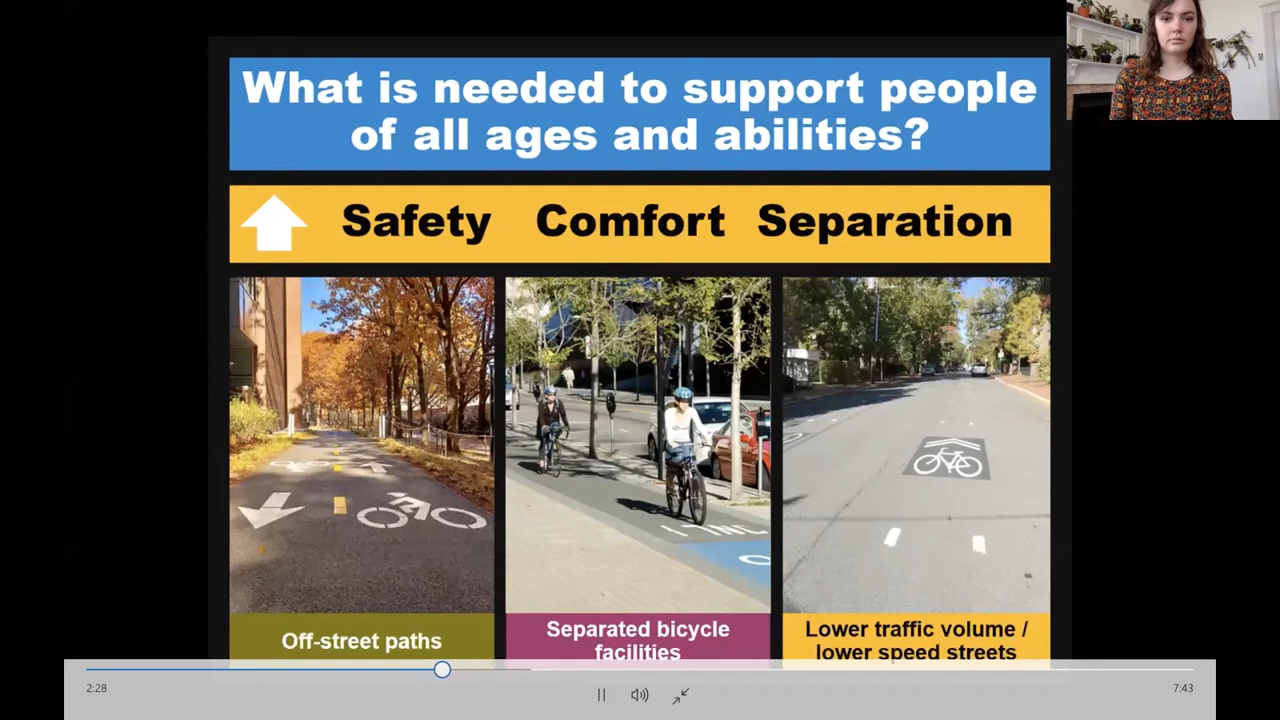 What is needed to support people
of all ages and abilities?
Safety Comfort Separation
Off-street paths
Separated bicycle
facilities
Lower traffic volume /
lower speed streets
2:28
7:43